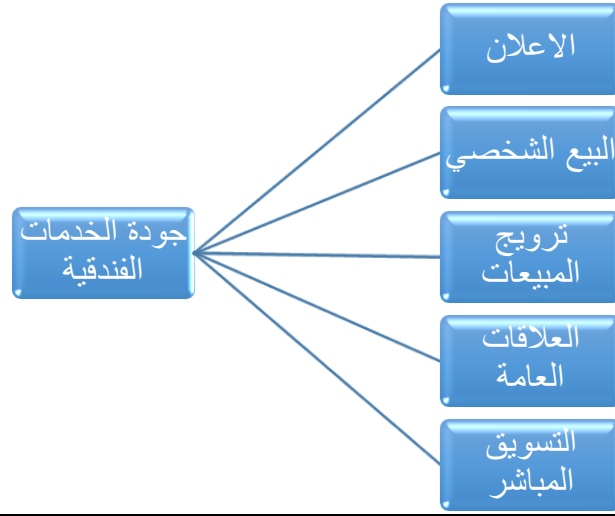 الاعلان
البيع الشخصي
جودة الخدمات
الفندقية
ترويج
المبيعات
العلاقات
العامة
التسويق
المباشر